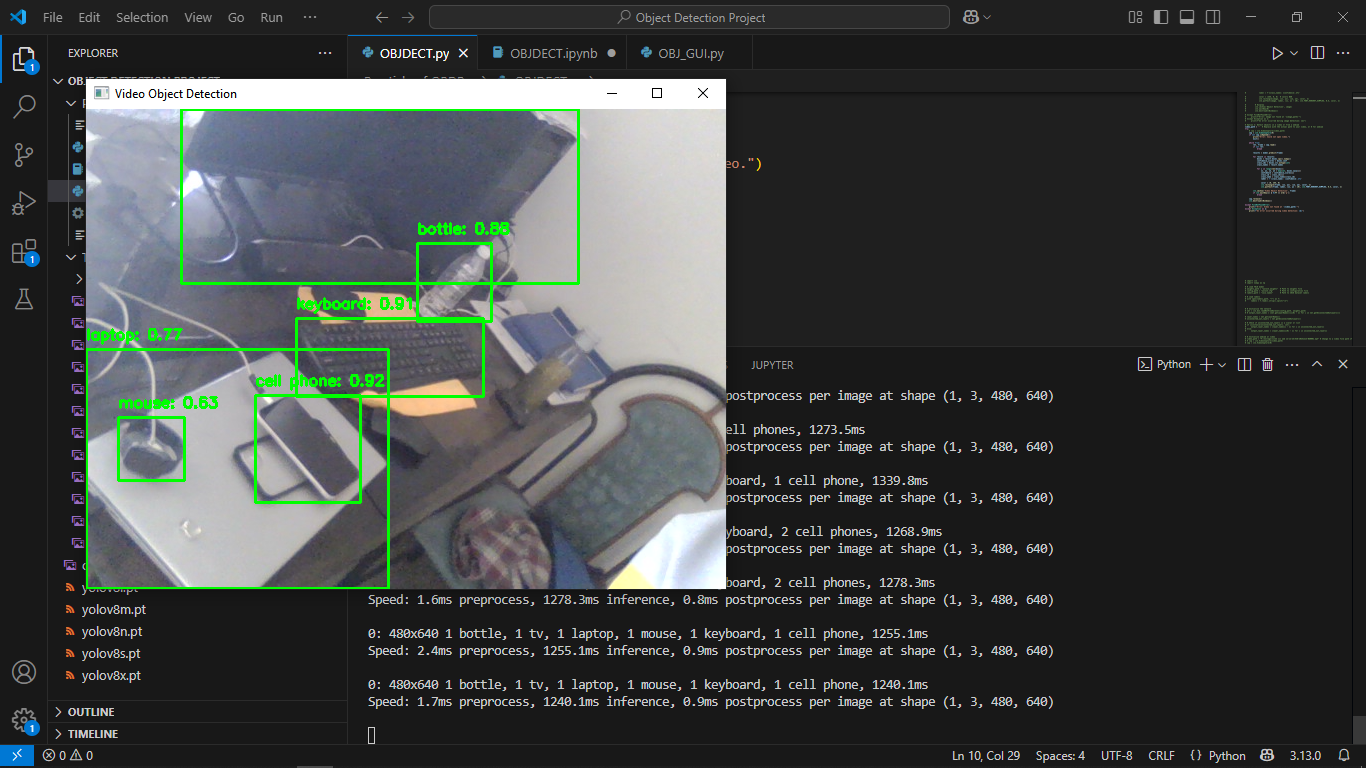 File Edit Selection View Go Run ··· Object Detection Project
EXPLORER ···
OBJDECT.py
OBJDECT.ipynb
OBJ_GUI.py
Video Object Detection
eo.")
bottle: 0.88
keyboard: 0.91
laptop: 0.77
cell phone: 0.92
mouse: 0.63
yolov8m.pt
yolov8n.pt
yolov8s.pt
yolov8x.pt
OUTLINE
TIMELINE
JUPYTER
Python
postprocess per image at shape (1, 3, 480, 640)
ell phones, 1273.5ms
postprocess per image at shape (1, 3, 480, 640)
oard, 1 cell phone, 1339.8ms
postprocess per image at shape (1, 3, 480, 640)
yboard, 2 cell phones, 1268.9ms
postprocess per image at shape (1, 3, 480, 640)
oard, 2 cell phones, 1278.3ms
Speed: 1.6ms preprocess, 1278.3ms inference, 0.8ms postprocess per image at shape (1, 3, 480, 640)
0: 480x640 1 bottle, 1 tv, 1 laptop, 1 mouse, 1 keyboard, 1 cell phone, 1255.1ms
Speed: 2.4ms preprocess, 1255.1ms inference, 0.9ms postprocess per image at shape (1, 3, 480, 640)
0: 480x640 1 bottle, 1 tv, 1 laptop, 1 mouse, 1 keyboard, 1 cell phone, 1240.1ms
Speed: 1.7ms preprocess, 1240.1ms inference, 0.9ms postprocess per image at shape (1, 3, 480, 640)
0 0 Ln 10, Col 29 Spaces: 4 UTF-8 CRLF { } Python 3.13.0